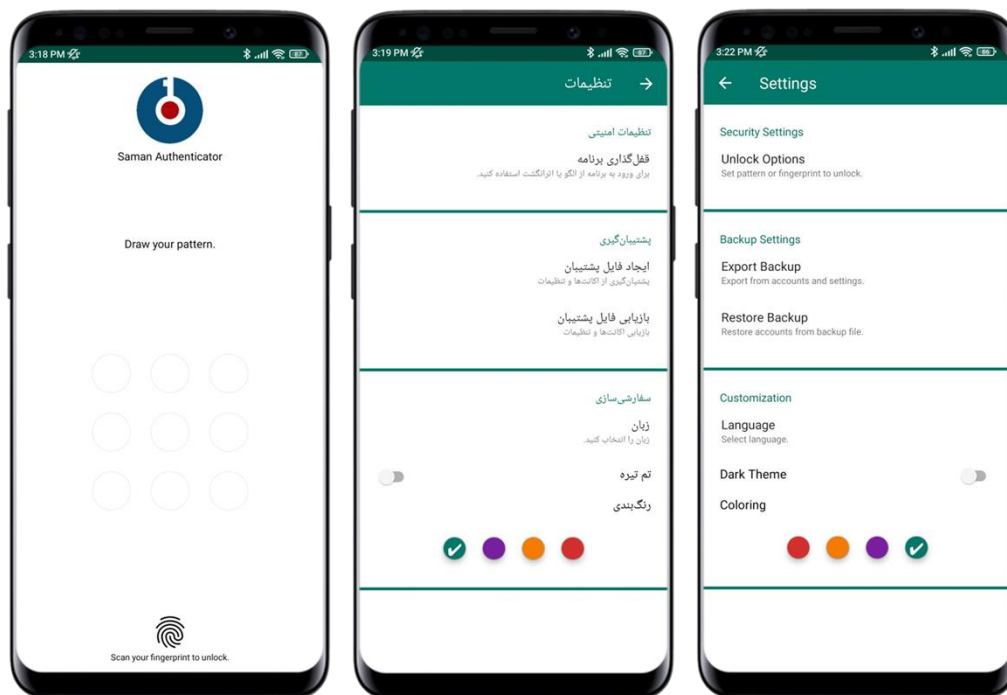 3:18 PM
87
Saman Authenticator
Draw your pattern.
Scan your fingerprint to unlock.
3:19 PM
87
تنظیمات
تنظیمات امنیتی
قفل‌گذاری برنامه
برای ورود به برنامه از الگو یا اثرانگشت استفاده کنید.
پشتیبان‌گیری
ایجاد فایل پشتیبان
پشتیبان‌گیری از اکانت‌ها و تنظیمات
بازیابی فایل پشتیبان
بازیابی اکانت‌ها و تنظیمات
سفارشی‌سازی
زبان
زبان را انتخاب کنید.
تم تیره
رنگ‌بندی
3:22 PM
86
Settings
Security Settings
Unlock Options
Set pattern or fingerprint to unlock.
Backup Settings
Export Backup
Export from accounts and settings.
Restore Backup
Restore accounts from backup file.
Customization
Language
Select language.
Dark Theme
Coloring